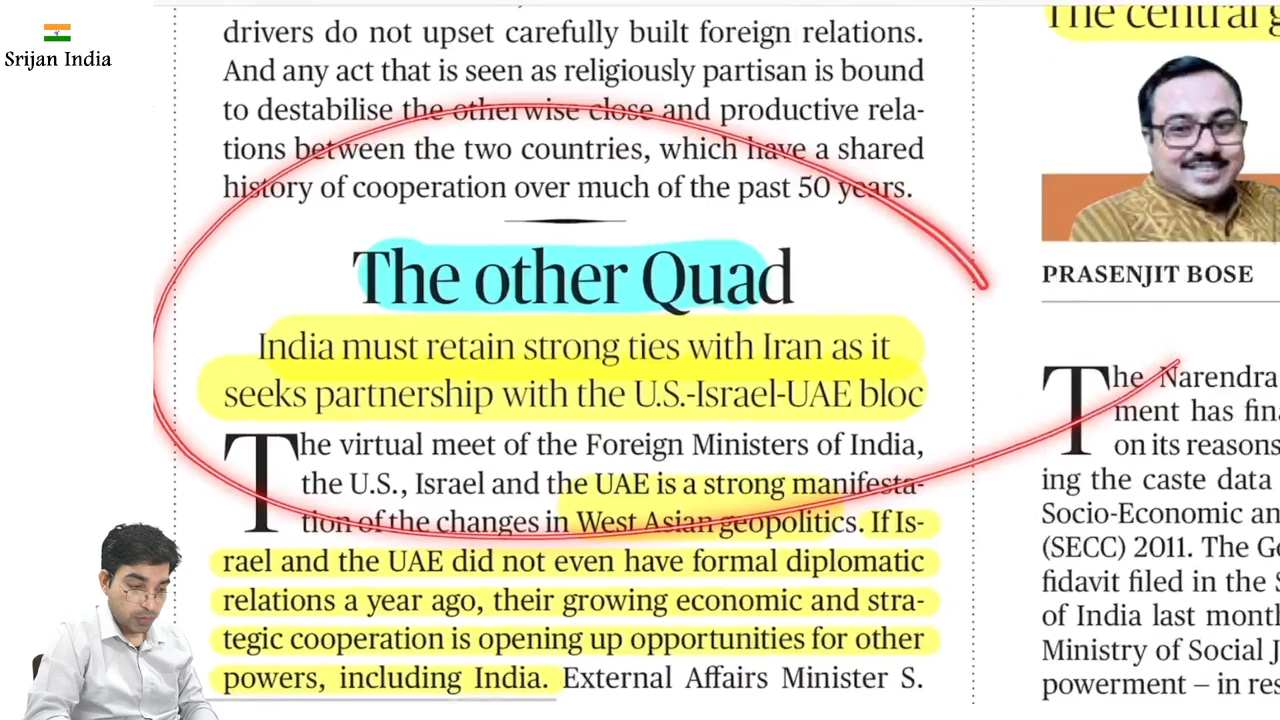 Srijan India
drivers do not upset carefully built foreign relations.
And any act that is seen as religiously partisan is bound
to destabilise the otherwise close and productive rela-
tions between the two countries, which have a shared
history of cooperation over much of the past 50 years.
The other Quad
India must retain strong ties with Iran as it
seeks partnership with the U.S.-Israel-UAE bloc
The virtual meet of the Foreign Ministers of India,
the U.S., Israel and the UAE is a strong manifesta-
tion of the changes in West Asian geopolitics. If Is-
rael and the UAE did not even have formal diplomatic
relations a year ago, their growing economic and stra-
tegic cooperation is opening up opportunities for other
powers, including India. External Affairs Minister S.
The central g
PRASENJIT BOSE
The Narendra
ment has fina
on its reasons
ing the caste data
Socio-Economic an
(SECC) 2011. The Go
fidavit filed in the S
of India last month
Ministry of Social J
powerment – in res